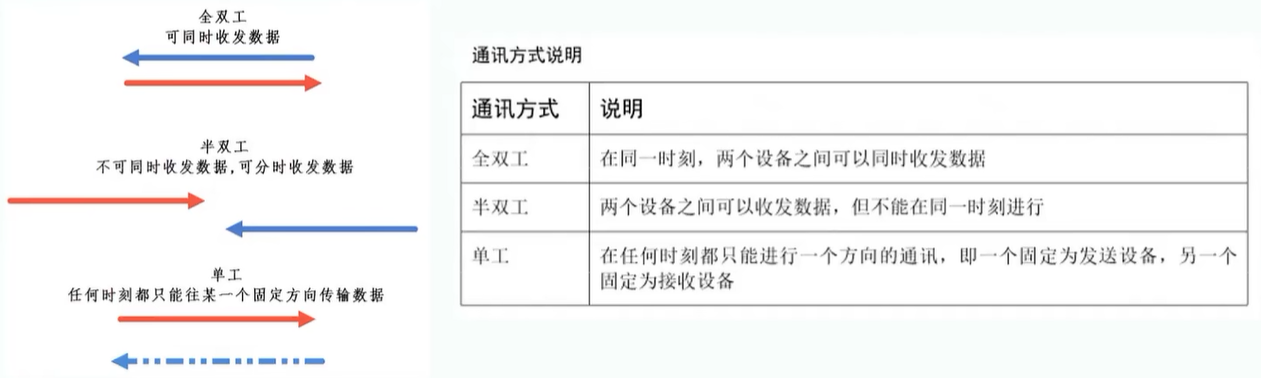 全双工
可同时收发数据
半双工
不可同时收发数据,可分时收发数据
单工
任何时刻都只能往某一个固定方向传输数据
通讯方式说明
通讯方式 说明
全双工 在同一时刻，两个设备之间可以同时收发数据
半双工 两个设备之间可以收发数据，但不能在同一时刻进行
单工 在任何时刻都只能进行一个方向的通讯，即一个固定为发送设备，另一个
固定为接收设备